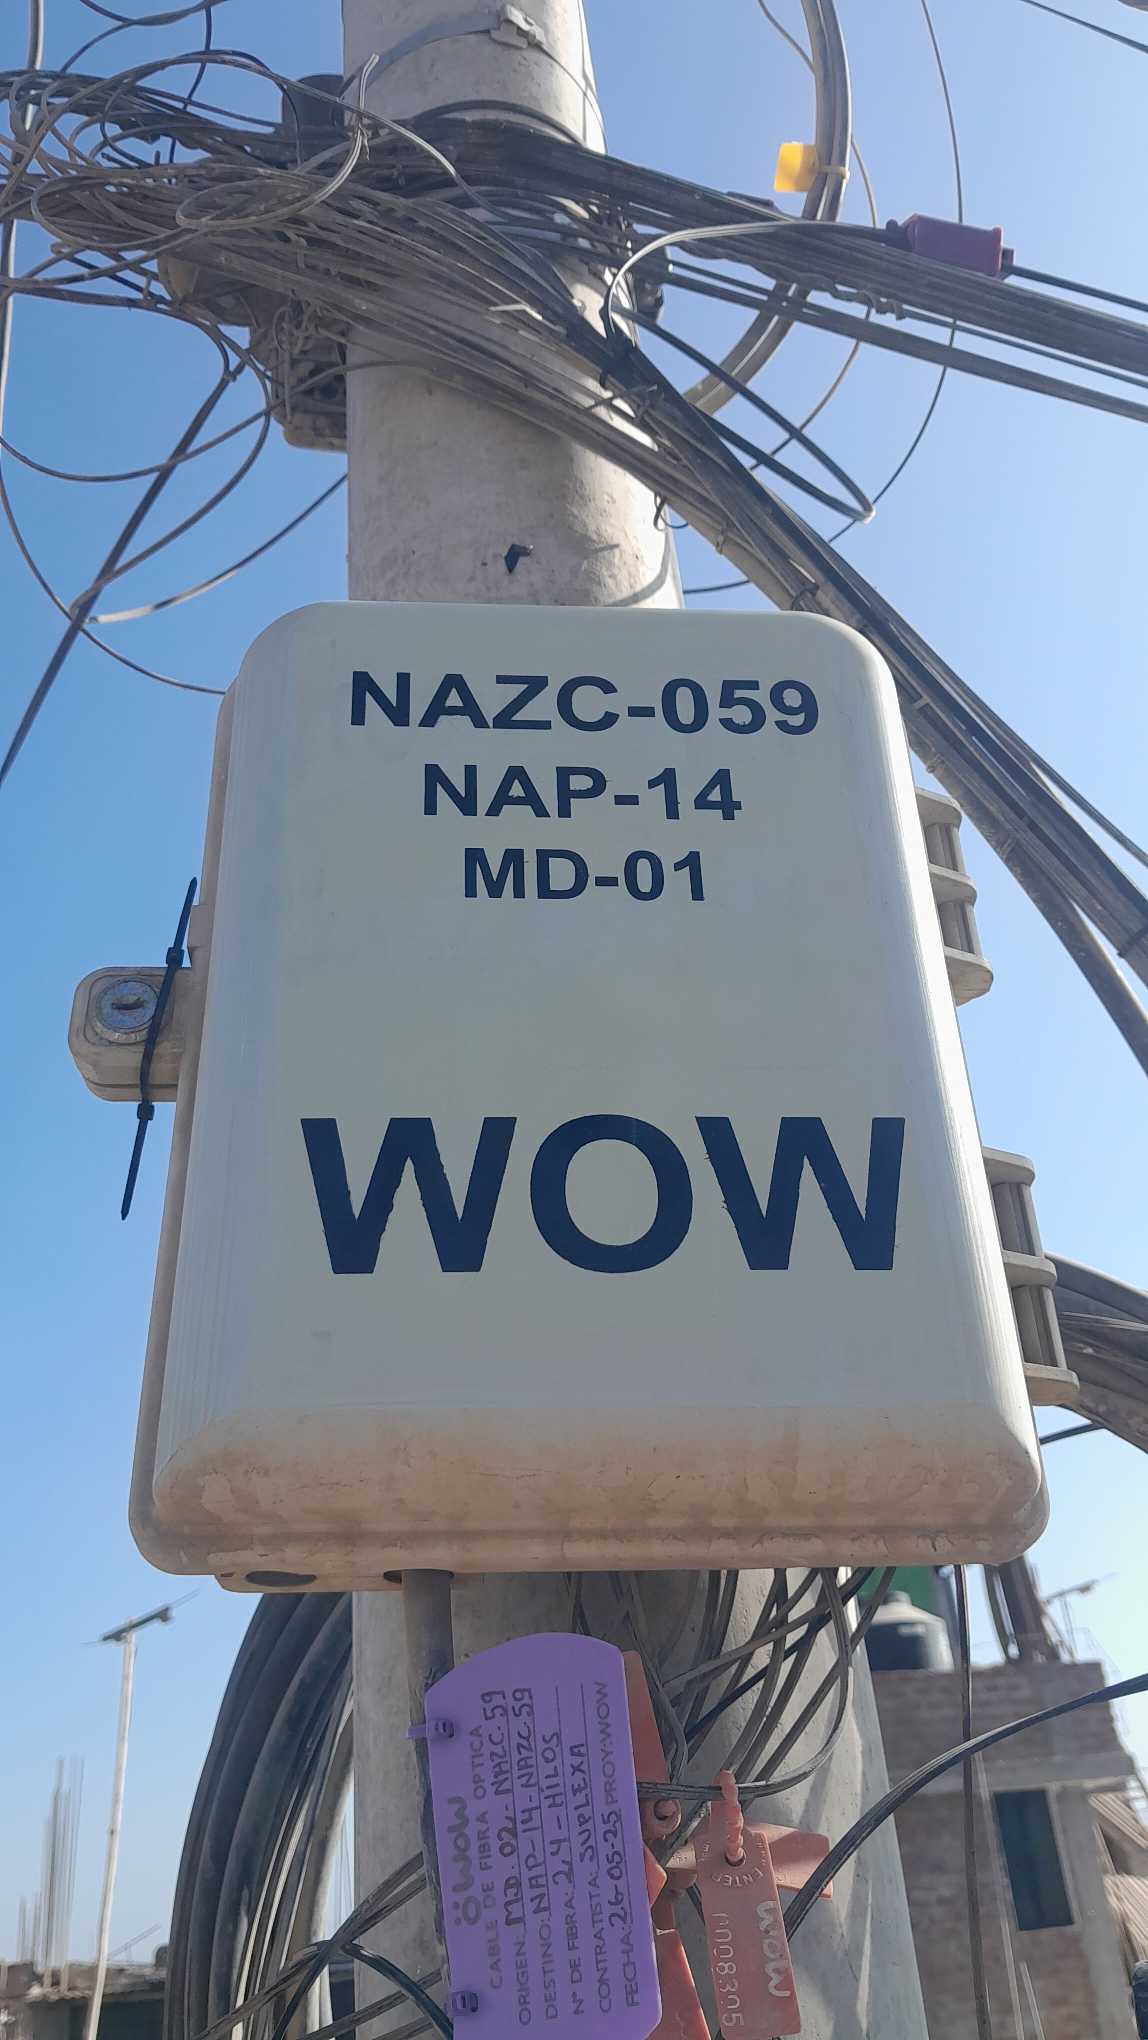 NAZC-059
NAP-14
MD-01
WOW
WOW
CABLE DE FIBRA OPTICA
ORIGEN: MD.02-NAZC.59
DESTINO: NAP-14-NAZC-59
Nº DE FIBRA: 24-HILOS
CONTRATISTA: SUPLEXA
FECHA: 26-05-25 PROY:WOW
WOW